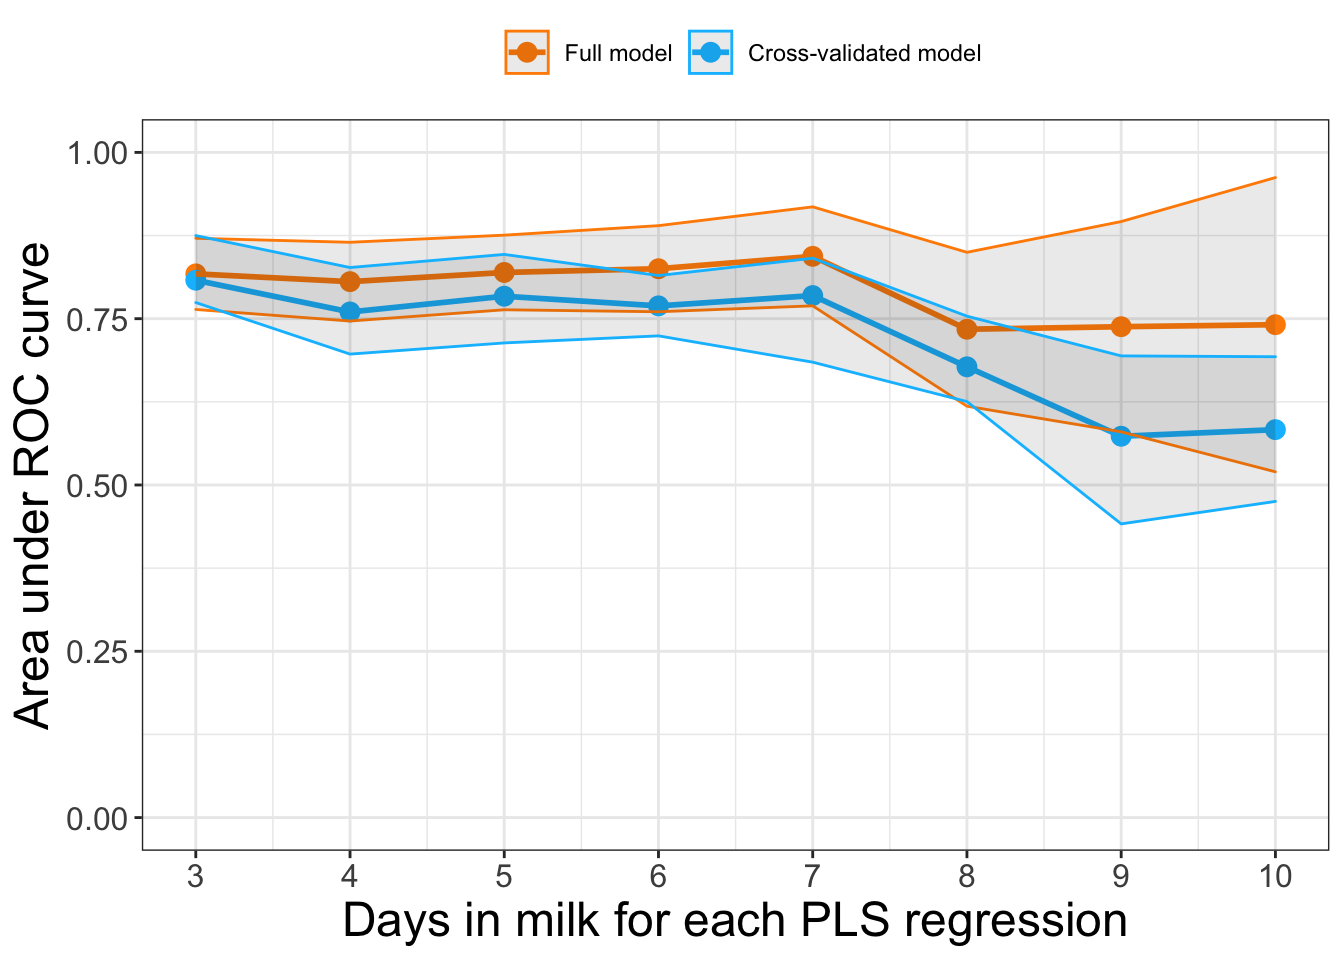 Full model Cross-validated model
Area under ROC curve
1.00
0.75
0.50
0.25
0.00
3 4 5 6 7 8 9 10
Days in milk for each PLS regression